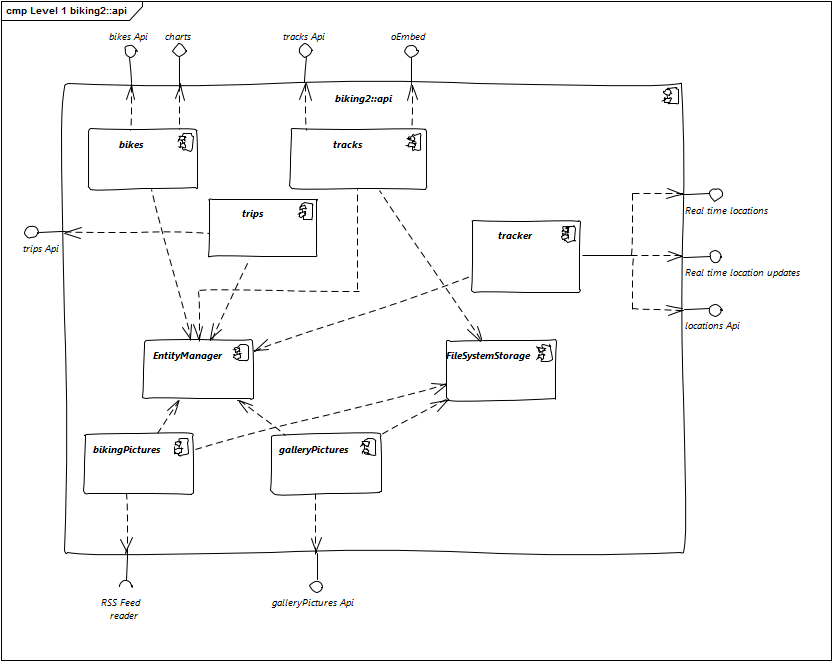 cmp Level 1 biking2::api
bikes Api
charts
tracks Api
oEmbed
biking2::api
bikes
tracks
trips
tracker
Real time locations
trips Api
Real time location updates
locations Api
EntityManager
FileSystemStorage
bikingPictures
galleryPictures
RSS Feed
reader
galleryPictures Api